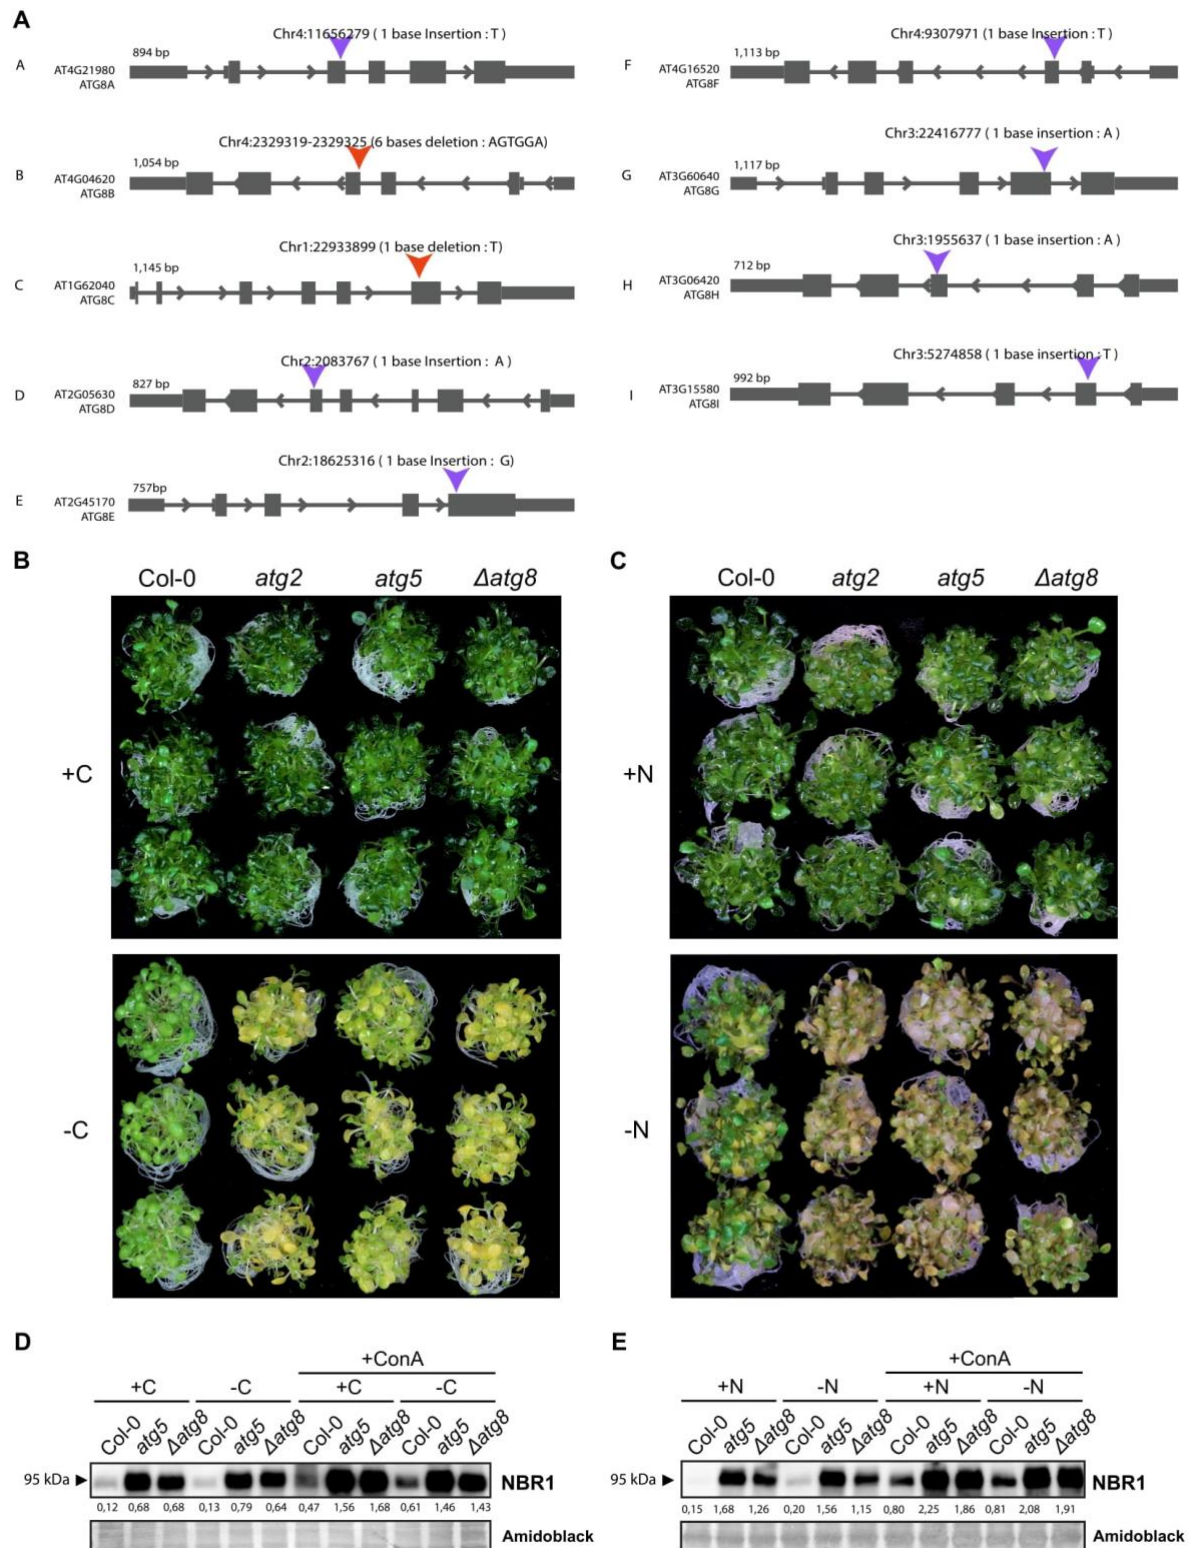 A
Chr4:11656279 ( 1 base Insertion : T )
894 bp
A
AT4G21980
ATG8A
Chr4:2329319-2329325 (6 bases deletion : AGTGGA)
1,054 bp
B
AT4G04620
ATG8B
Chr1:22933899 (1 base deletion : T)
1,145 bp
C
AT1G62040
ATG8C
Chr2:2083767 ( 1 base Insertion : A )
827 bp
D
AT2G05630
ATG8D
Chr2:18625316 ( 1 base Insertion : G)
757bp
E
AT2G45170
ATG8E
Chr4:9307971 ( 1 base Insertion : T )
1,113 bp
F
AT4G16520
ATG8F
Chr3:22416777 ( 1 base insertion : A )
1,117 bp
G
AT3G60640
ATG8G
Chr3:1955637 ( 1 base insertion : A )
712 bp
H
AT3G06420
ATG8H
Chr3:5274858 ( 1 base insertion : T )
992 bp
I
AT3G15580
ATG8I
B
Col-0 atg2 atg5 Δatg8
+C
-C
C
Col-0 atg2 atg5 Δatg8
+N
-N
D
+ConA
+C -C +C -C
Col-0 atg5 Δatg8 Col-0 atg5 Δatg8 Col-0 atg5 Δatg8 Col-0 atg5 Δatg8
95 kDa NBR1
0,12 0,68 0,68 0,13 0,79 0,64 0,47 1,56 1,68 0,61 1,46 1,43
Amidoblack
E
+ConA
+N -N +N -N
Col-0 atg5 Δatg8 Col-0 atg5 Δatg8 Col-0 atg5 Δatg8 Col-0 atg5 Δatg8
95 kDa NBR1
0,15 1,68 1,26 0,20 1,56 1,15 0,80 2,25 1,86 0,81 2,08 1,91
Amidoblack